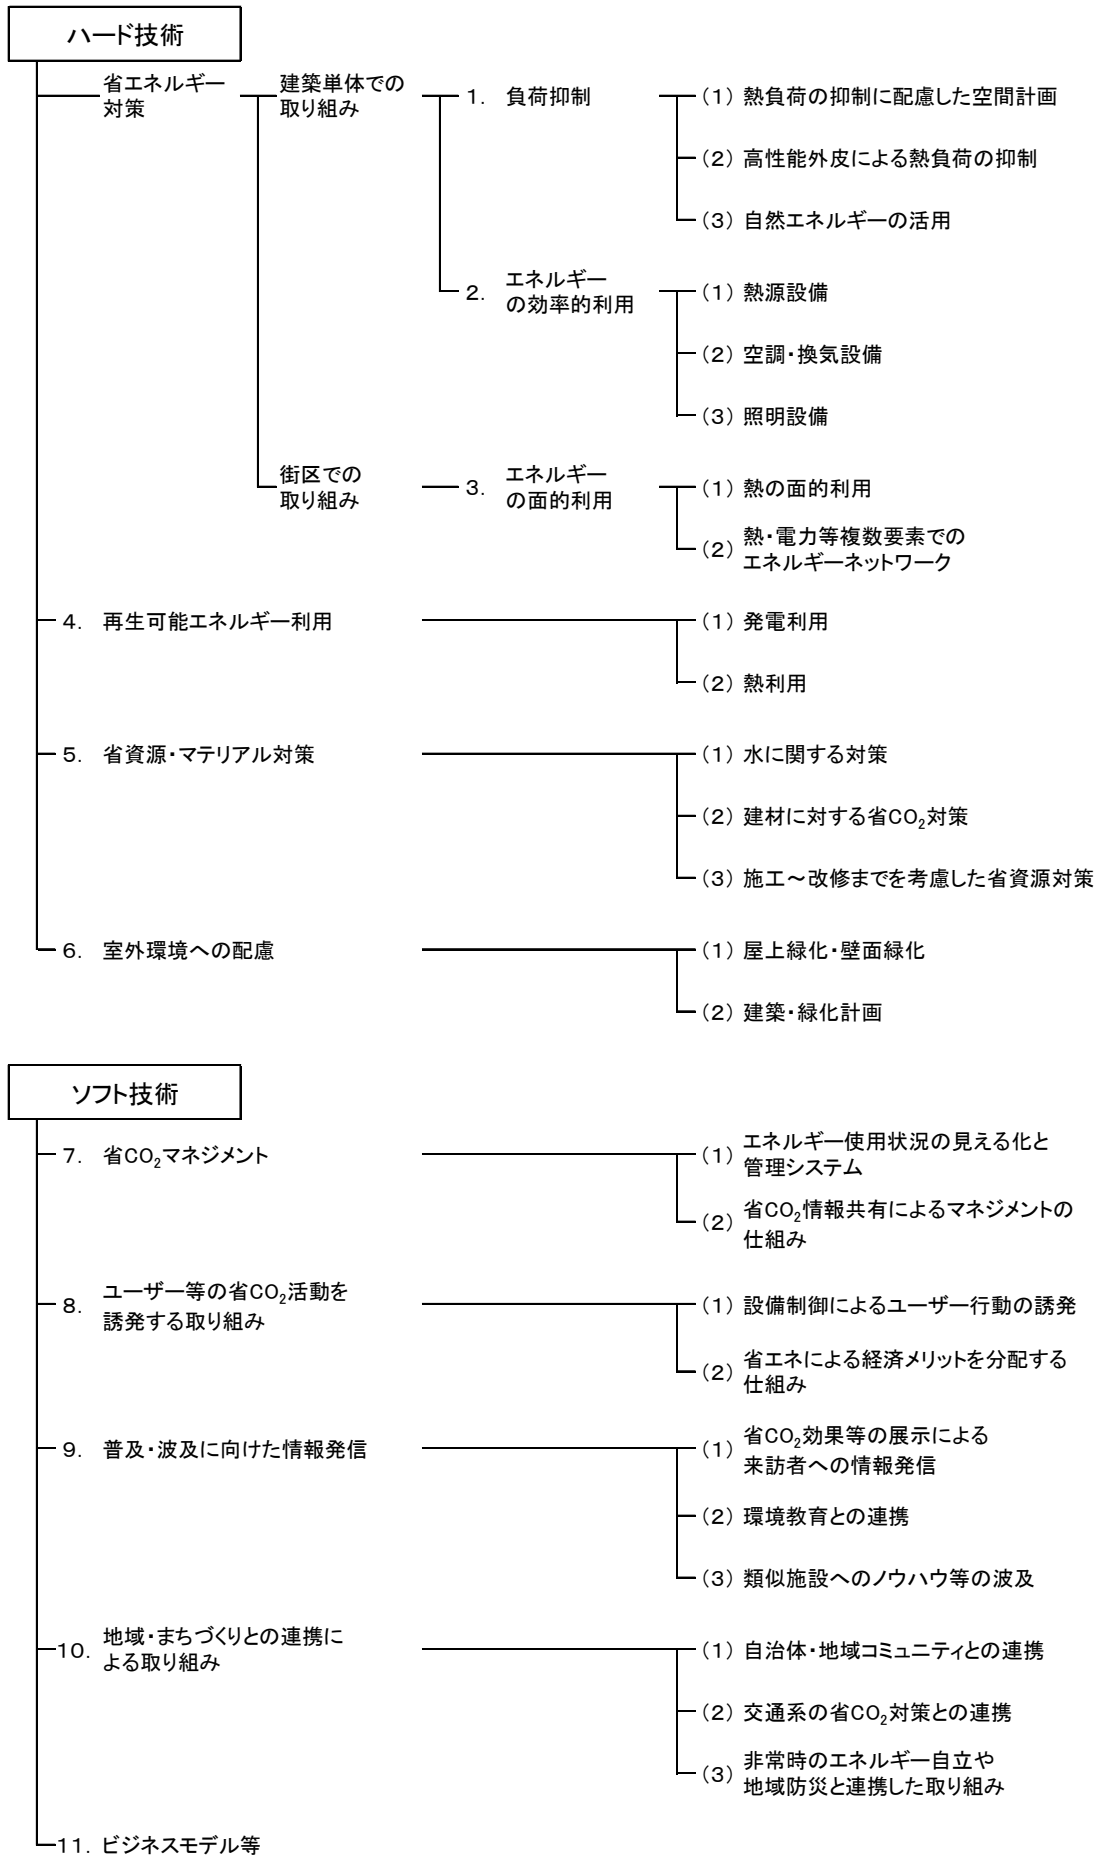 ハード技術
省エネルギー
対策
建築単体での
取り組み
1. 負荷抑制
(1) 熱負荷の抑制に配慮した空間計画
(2) 高性能外皮による熱負荷の抑制
(3) 自然エネルギーの活用
2. エネルギー
の効率的利用
(1) 熱源設備
(2) 空調・換気設備
(3) 照明設備
街区での
取り組み
3. エネルギー
の面的利用
(1) 熱の面的利用
(2) 熱・電力等複数要素での
エネルギーネットワーク
4. 再生可能エネルギー利用
(1) 発電利用
(2) 熱利用
5. 省資源・マテリアル対策
(1) 水に関する対策
(2) 建材に対する省CO₂対策
(3) 施工～改修までを考慮した省資源対策
6. 室外環境への配慮
(1) 屋上緑化・壁面緑化
(2) 建築・緑化計画
ソフト技術
7. 省CO₂マネジメント
(1) エネルギー使用状況の見える化と
管理システム
(2) 省CO₂情報共有によるマネジメントの
仕組み
8. ユーザー等の省CO₂活動を
誘発する取り組み
(1) 設備制御によるユーザー行動の誘発
(2) 省エネによる経済メリットを分配する
仕組み
9. 普及・波及に向けた情報発信
(1) 省CO₂効果等の展示による
来訪者への情報発信
(2) 環境教育との連携
(3) 類似施設へのノウハウ等の波及
10. 地域・まちづくりとの連携に
よる取り組み
(1) 自治体・地域コミュニティとの連携
(2) 交通系の省CO₂対策との連携
(3) 非常時のエネルギー自立や
地域防災と連携した取り組み
11. ビジネスモデル等